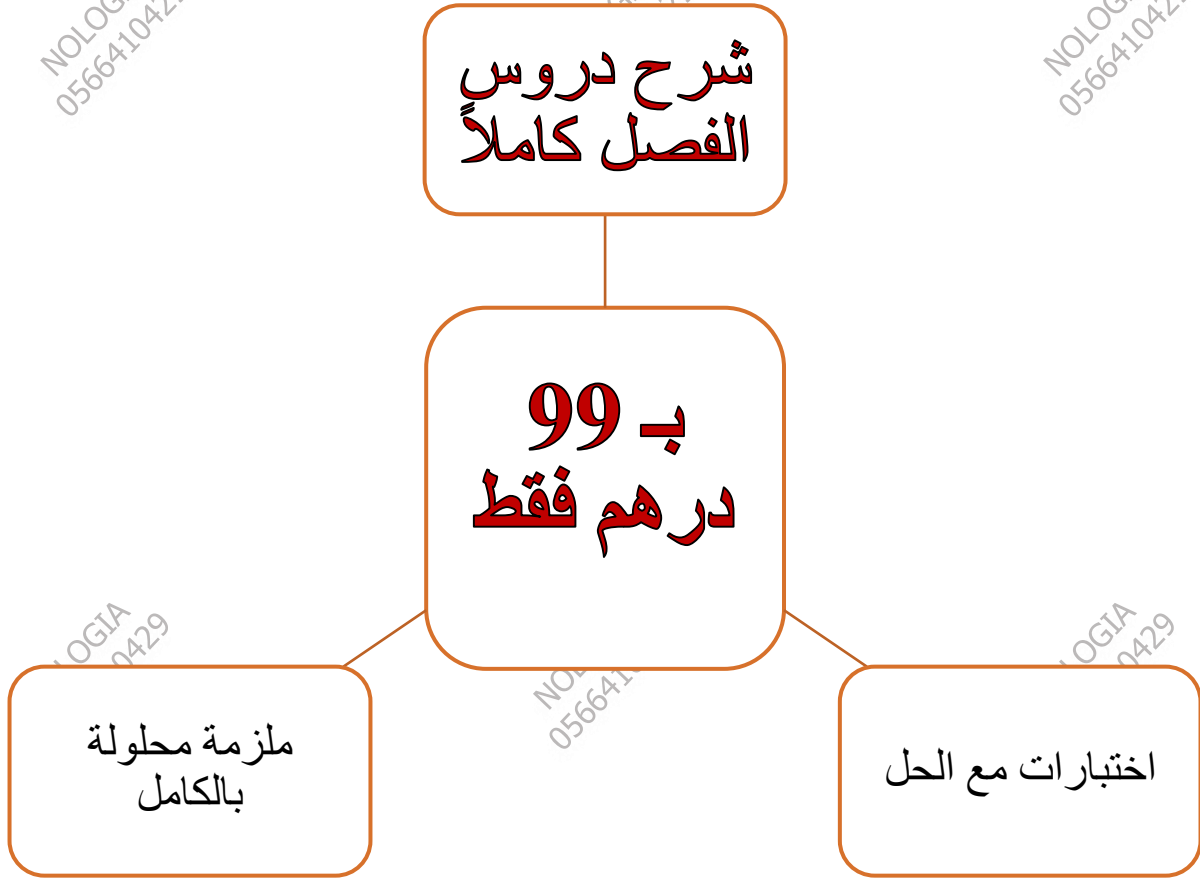 شرح دروس
الفصل كاملاً
بـ 99
درهم فقط
ملزمة محلولة
بالكامل
اختبارات مع الحل